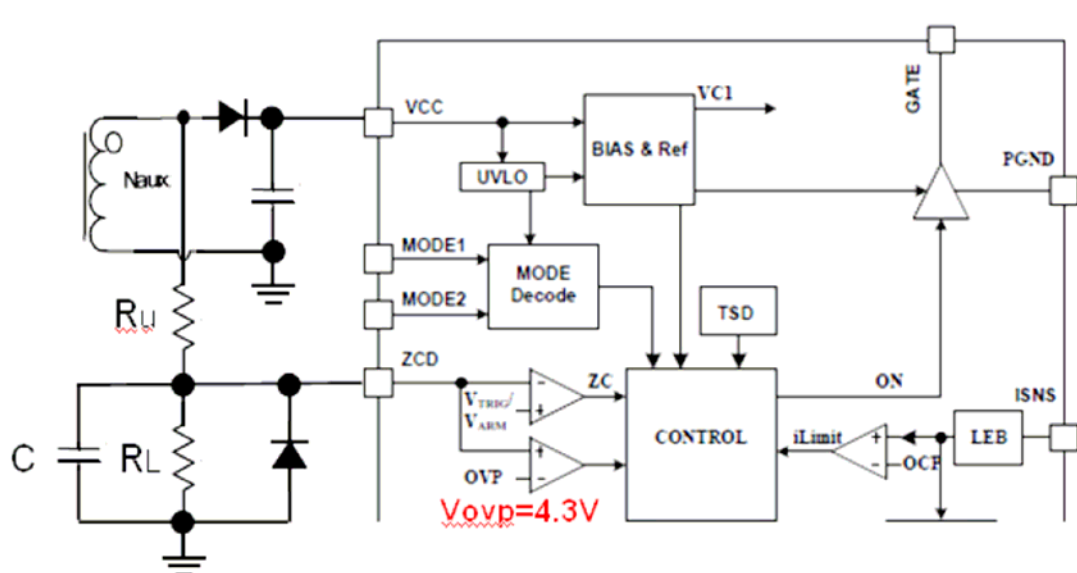 GATE
VCC
VC1
BIAS & Ref
PGND
UVLO
Naux
MODE1
MODE
Decode
MODE2
TSD
RU
ZCD
ZC
ON
ISNS
VTRIG/
VARM
CONTROL
iLimit
LEB
OCP
C
RL
OVP
Vovp=4.3V